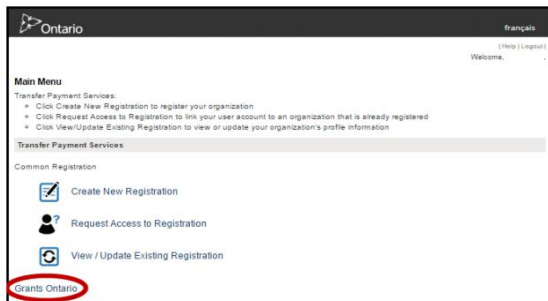 Ontario
français
| Help | Logout |
Welcome, .
Main Menu
Transfer Payment Services:
Click Create New Registration to register your organization
Click Request Access to Registration to link your user account to an organization that is already registered
Click View/Update Existing Registration to view or update your organization's profile information
Transfer Payment Services
Common Registration
Create New Registration
Request Access to Registration
View / Update Existing Registration
Grants Ontario